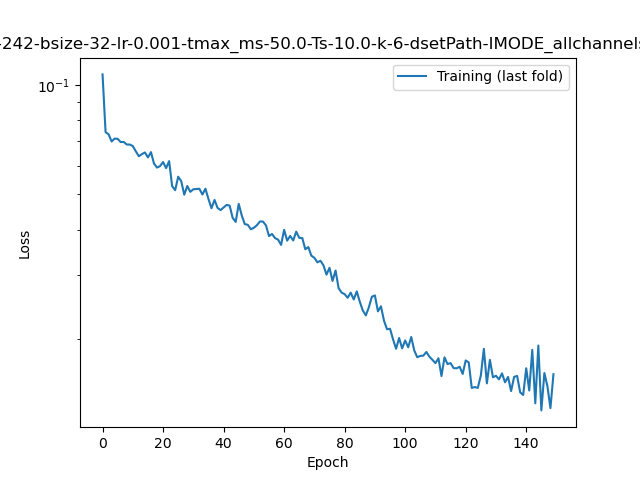 -242-bsize-32-lr-0.001-tmax_ms-50.0-Ts-10.0-k-6-dsetPath-IMODE_allchannels
Training (last fold)
10⁻¹
Loss
0 20 40 60 80 100 120 140
Epoch